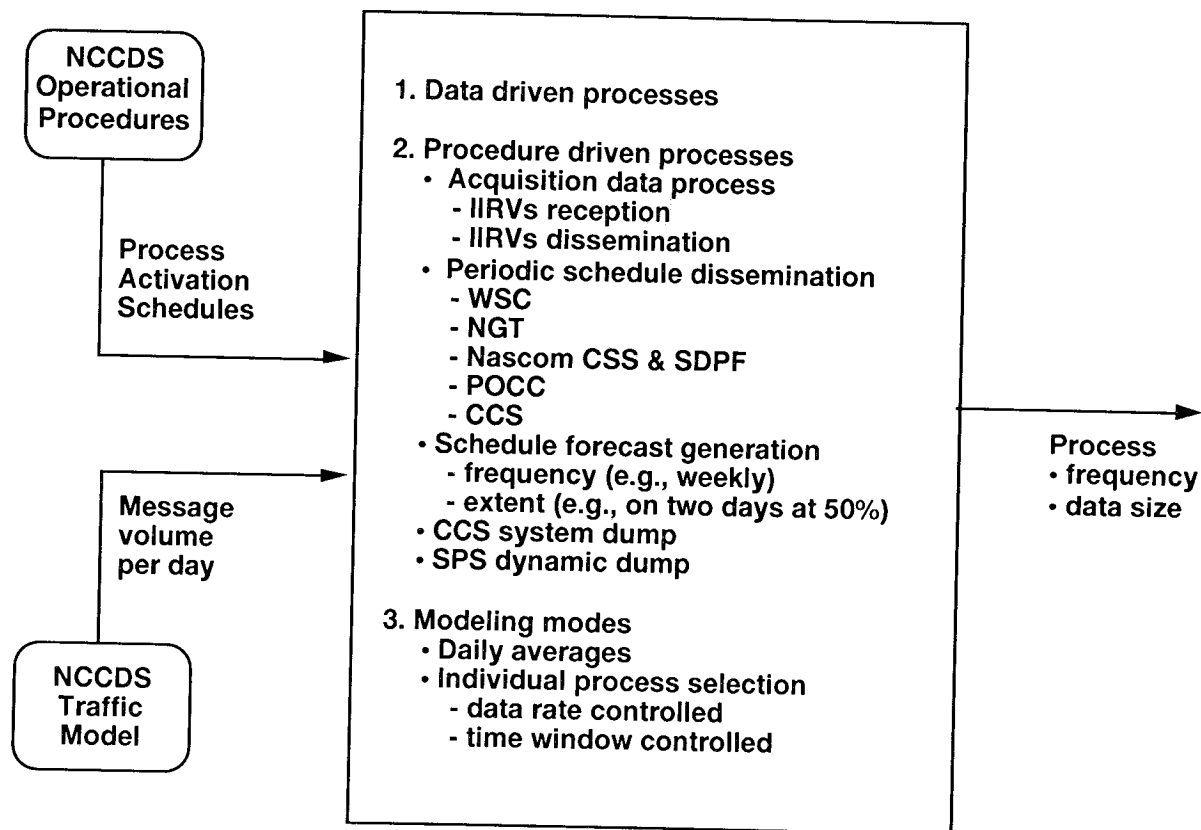 NCCDS
Operational
Procedures
Process
Activation
Schedules
Message
volume
per day
NCCDS
Traffic
Model
1. Data driven processes
2. Procedure driven processes
• Acquisition data process
- IIRVs reception
- IIRVs dissemination
• Periodic schedule dissemination
- WSC
- NGT
- Nascom CSS & SDPF
- POCC
- CCS
• Schedule forecast generation
- frequency (e.g., weekly)
- extent (e.g., on two days at 50%)
• CCS system dump
• SPS dynamic dump
3. Modeling modes
• Daily averages
• Individual process selection
- data rate controlled
- time window controlled
Process
• frequency
• data size